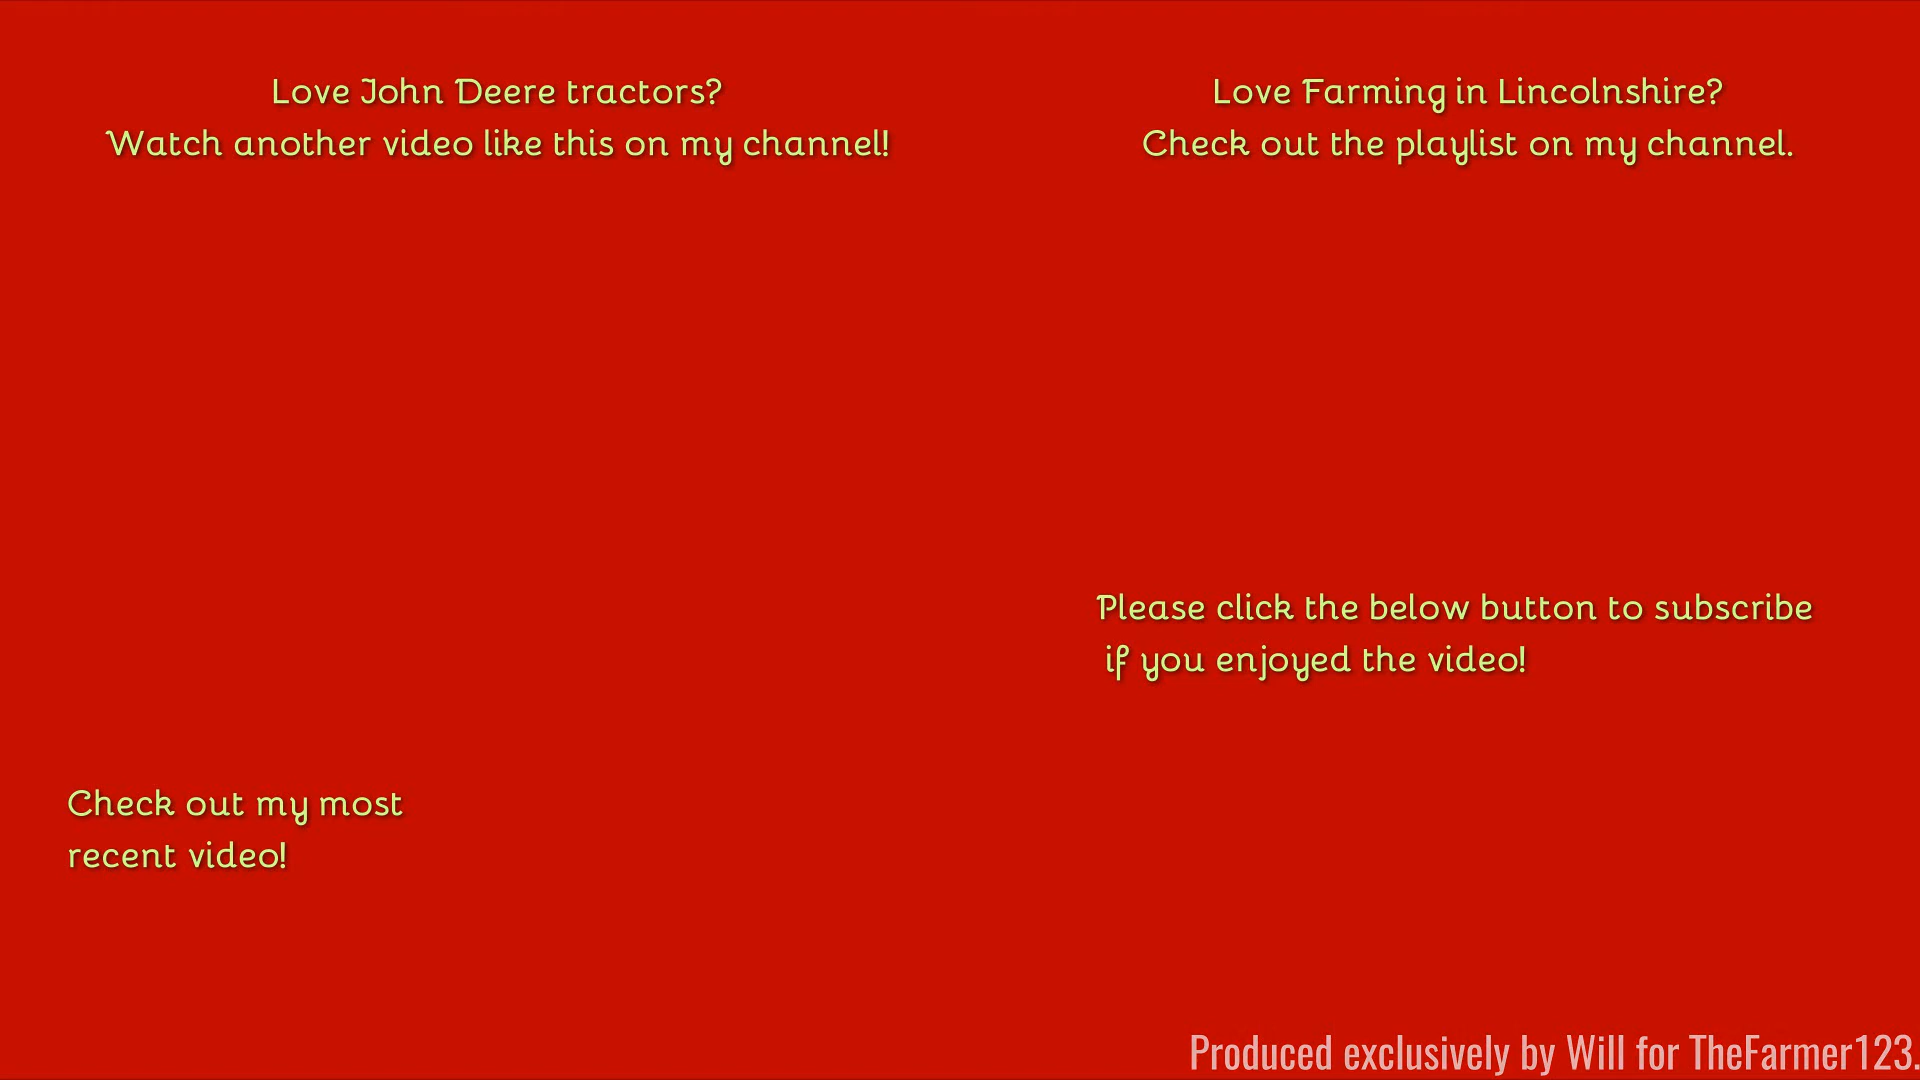 Love John Deere tractors?
Watch another video like this on my channel!
Love Farming in Lincolnshire?
Check out the playlist on my channel.
Please click the below button to subscribe
if you enjoyed the video!
Check out my most
recent video!
Produced exclusively by Will for TheFarmer123.